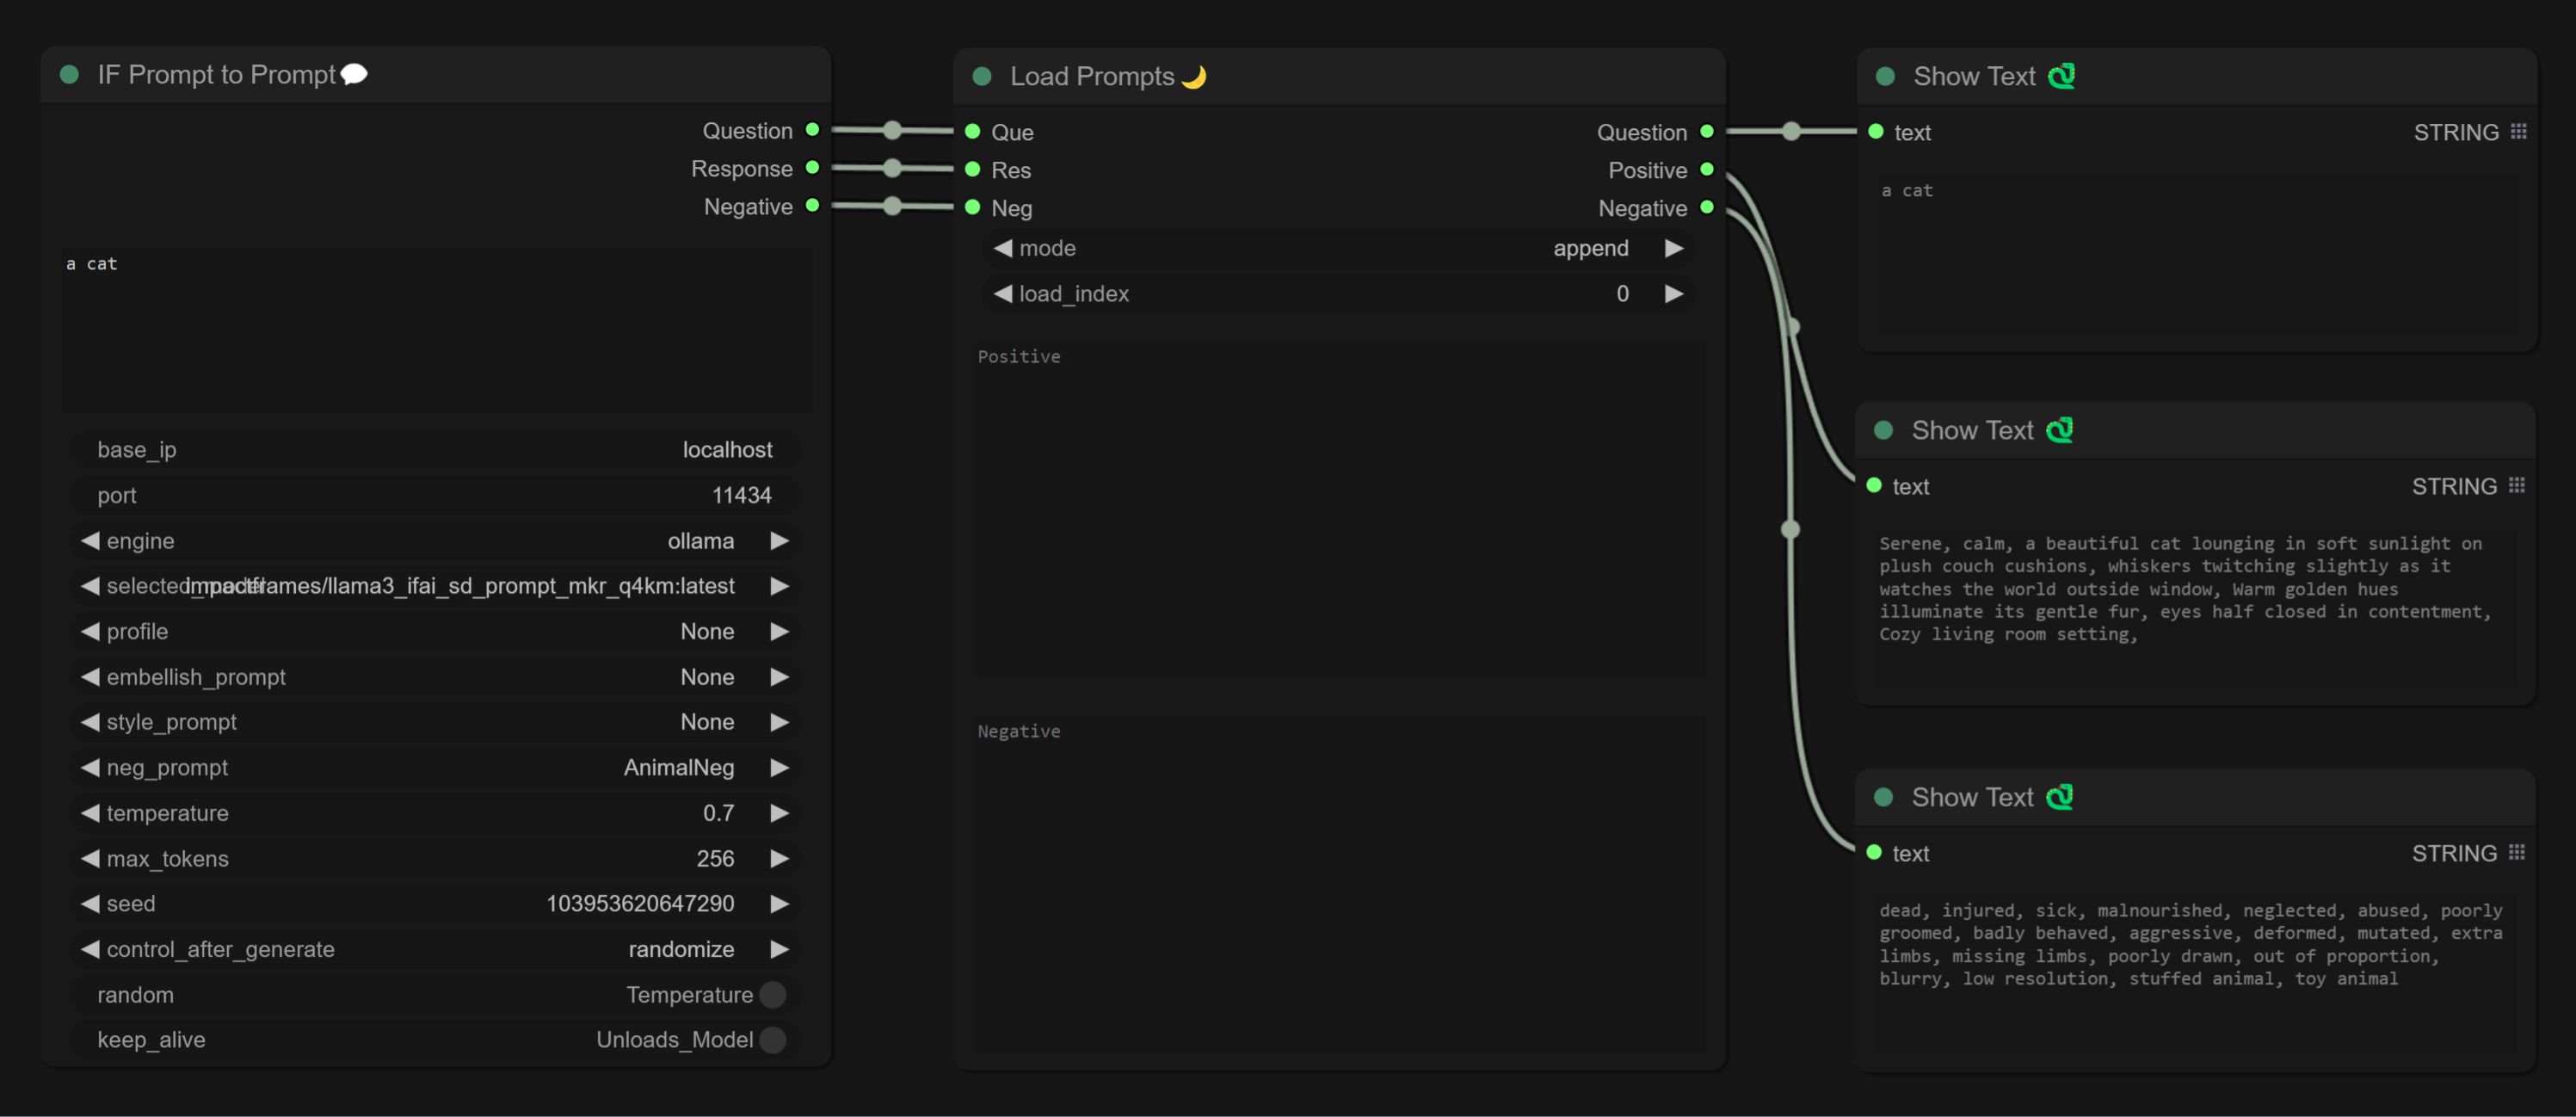 IF Prompt to Prompt💬
Question
Response
Negative
a cat
base_ip localhost
port 11434
engine ollama
impactframes/llama3_ifai_sd_prompt_mkr_q4km:latest
profile None
embellish_prompt None
style_prompt None
neg_prompt AnimalNeg
temperature 0.7
max_tokens 256
seed 103953620647290
control_after_generate randomize
random Temperature
keep_alive Unloads_Model
Load Prompts🌙
Que Question
Res Positive
Neg Negative
mode append
load_index 0
Positive
Negative
Show Text 🐍
text STRING
a cat
Show Text 🐍
text STRING
Serene, calm, a beautiful cat lounging in soft sunlight on
plush couch cushions, whiskers twitching slightly as it
watches the world outside window, Warm golden hues
illuminate its gentle fur, eyes half closed in contentment,
Cozy living room setting,
Show Text 🐍
text STRING
dead, injured, sick, malnourished, neglected, abused, poorly
groomed, badly behaved, aggressive, deformed, mutated, extra
limbs, missing limbs, poorly drawn, out of proportion,
blurry, low resolution, stuffed animal, toy animal